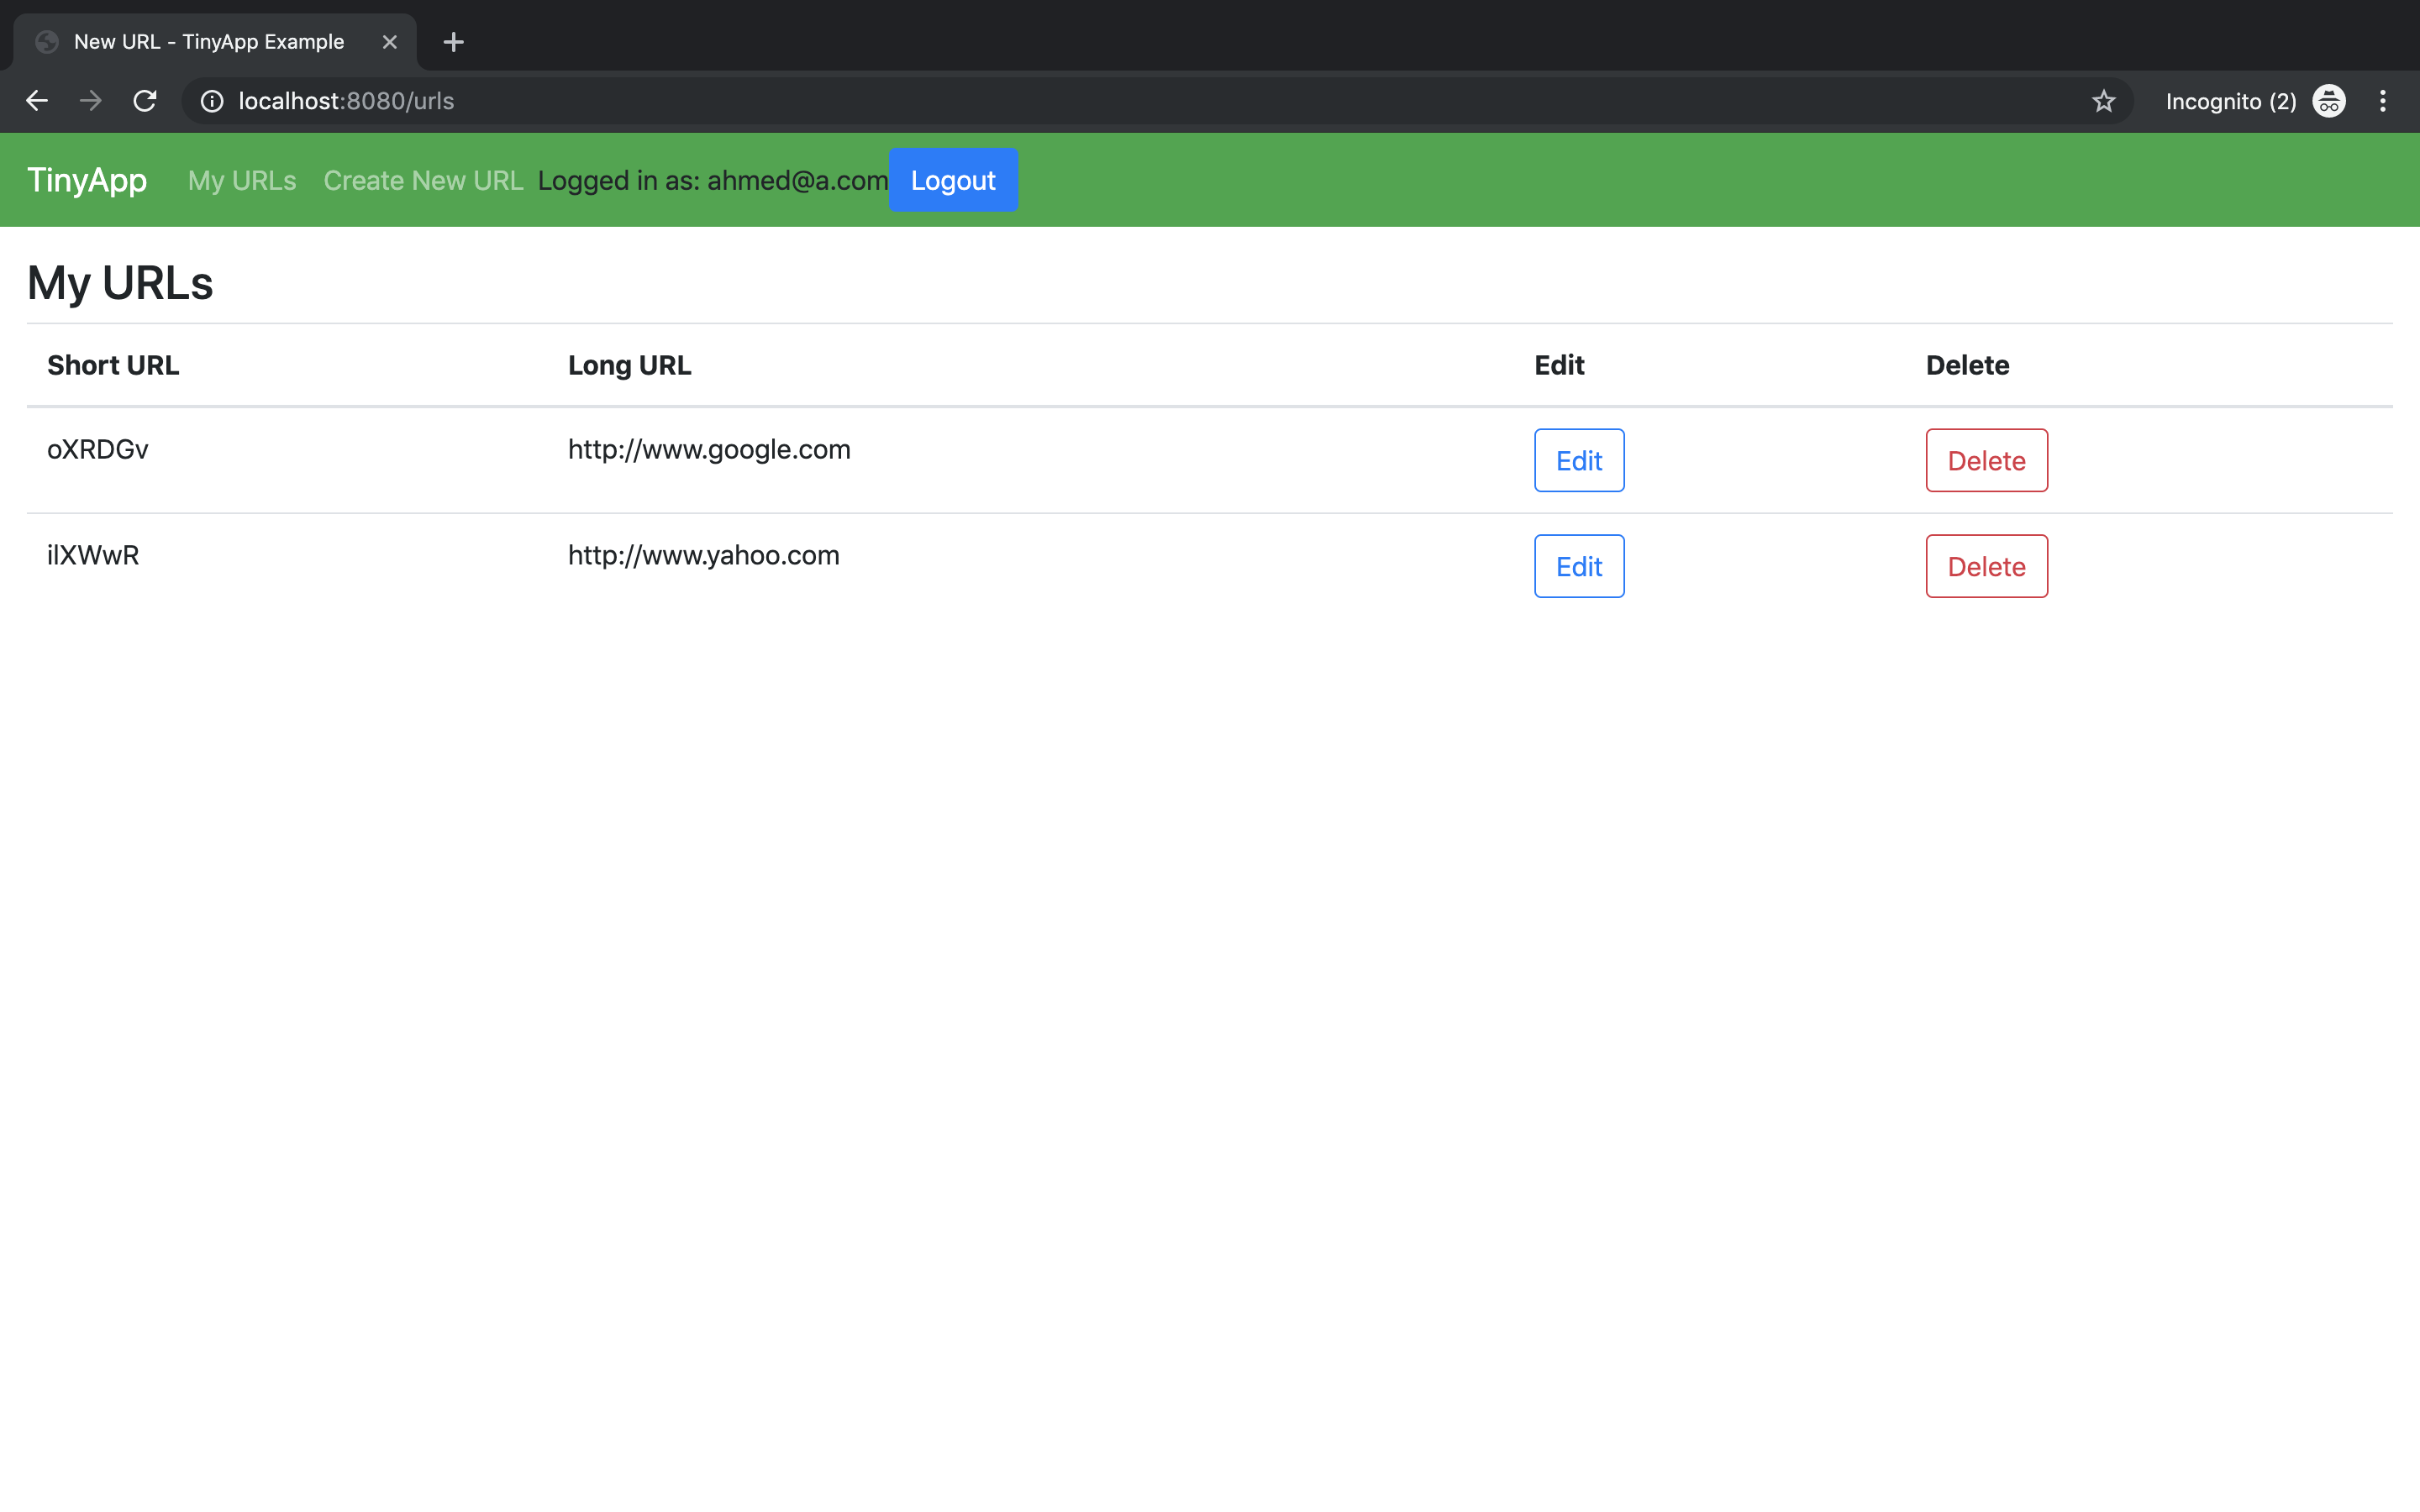 New URL - TinyApp Example
localhost:8080/urls
Incognito (2)
TinyApp My URLs Create New URL Logged in as: ahmed@a.com Logout
My URLs
Short URL Long URL Edit Delete
oXRDGv http://www.google.com Edit Delete
ilXWwR http://www.yahoo.com Edit Delete